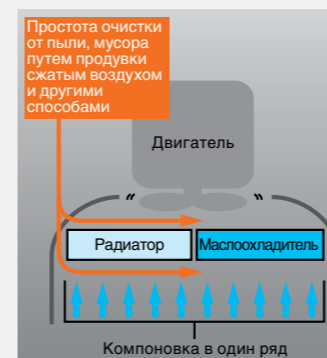 Простота очистки
от пыли, мусора
путем продувки
сжатым воздухом
и другими
способами
Двигатель
Радиатор
Маслоохладитель
Компоновка в один ряд